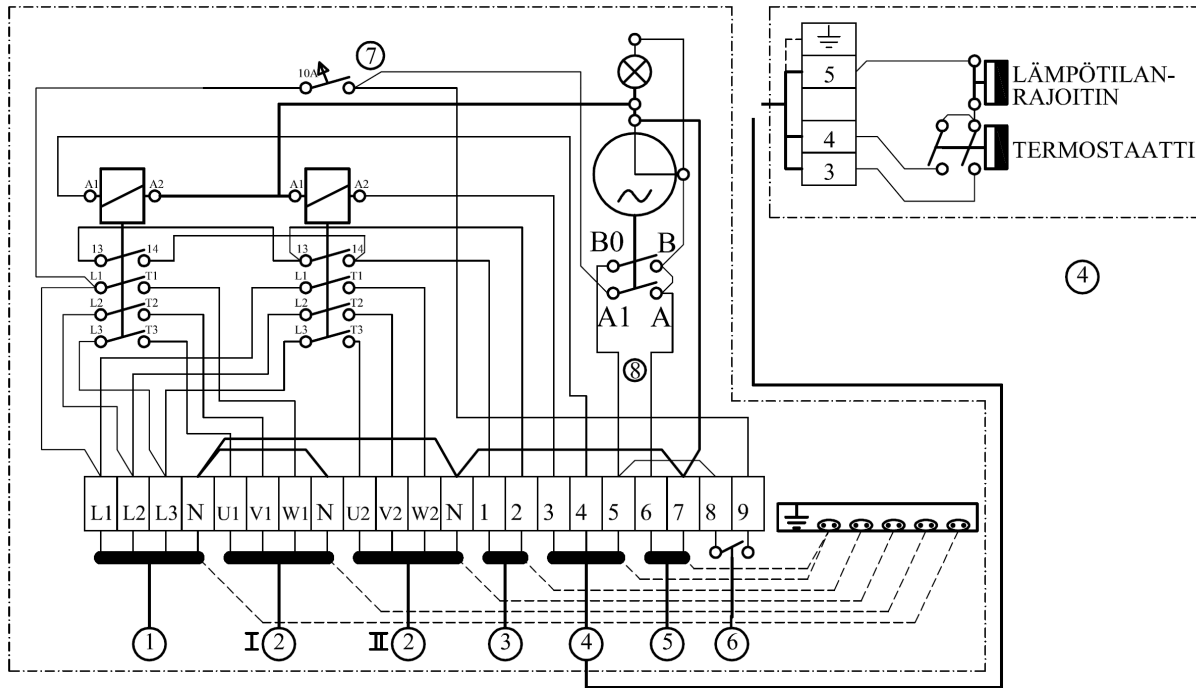 7
10A
5
LÄMPÖTILAN-
RAJOITIN
4
TERMOSTAATTI
3
A1 A2 A1 A2
B0 B
13 14 13 14
L1 T1 L1 T1
4
L2 T2 L2 T2
A1 A
L3 T3 L3 T3
8
L1 L2 L3 N U1 V1 W1 N U2 V2 W2 N 1 2 3 4 5 6 7 8 9
1 I 2 II 2 3 4 5 6